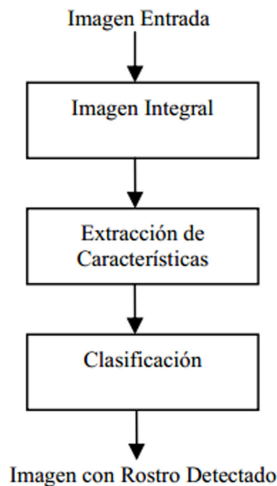 Imagen Entrada
Imagen Integral
Extracción de
Características
Clasificación
Imagen con Rostro Detectado